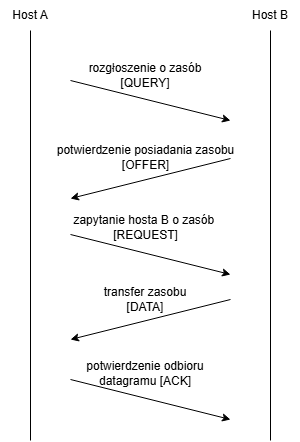 Host A
Host B
rozgłoszenie o zasób
[QUERY]
potwierdzenie posiadania zasobu
[OFFER]
zapytanie hosta B o zasób
[REQUEST]
transfer zasobu
[DATA]
potwierdzenie odbioru
datagramu [ACK]